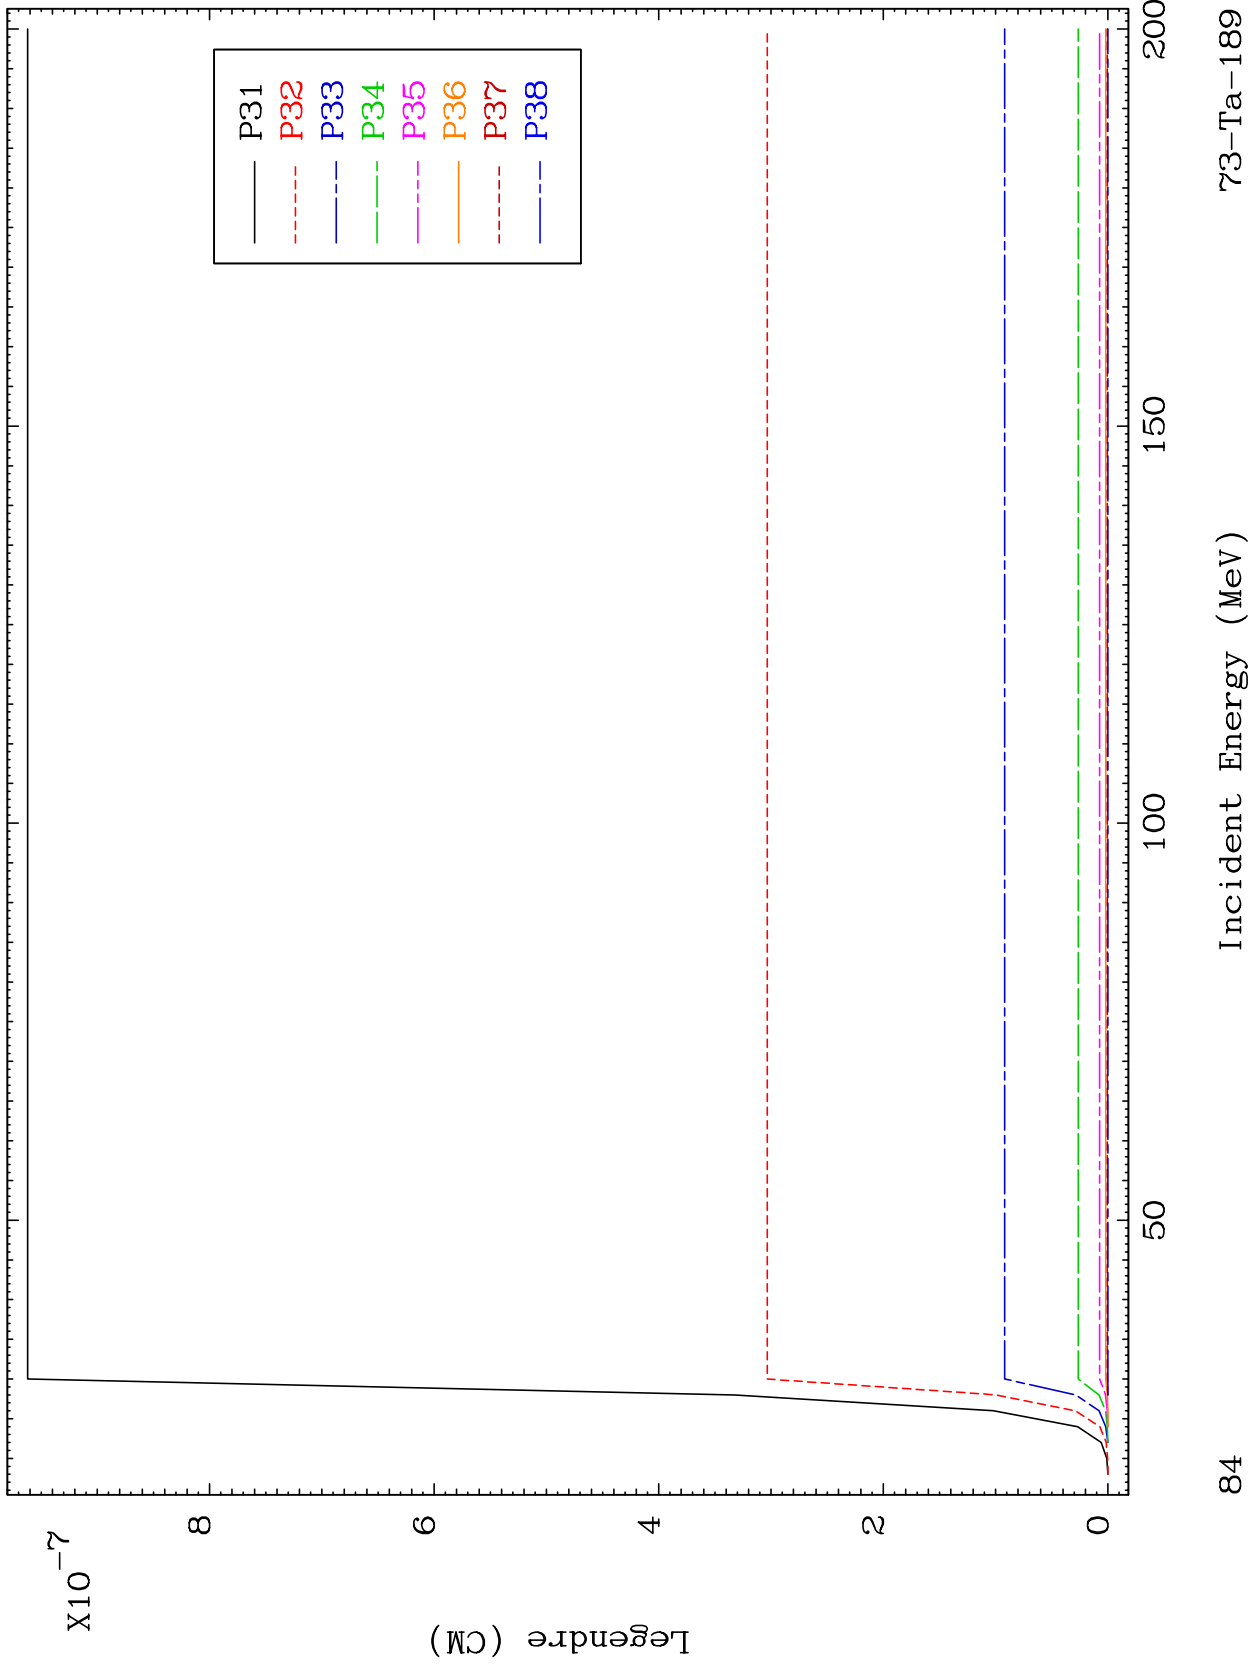 X10-7
8
6
4
2
0
Legendre (CM)
P31
P32
P33
P34
P35
P36
P37
P38
50
100
150
200
Incident Energy (MeV)
84
73-Ta-189